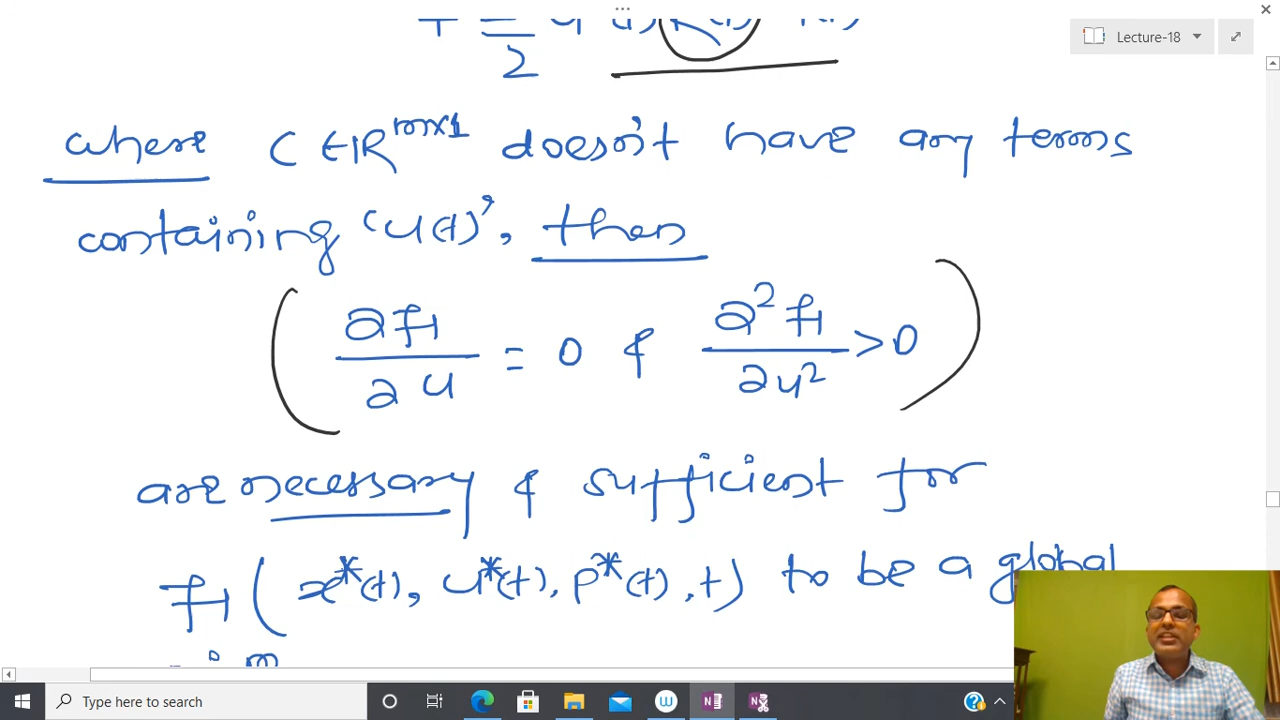 Lecture-18
2
where C ∈ ℝ^{m×1} doesn't have any terms
containing 'u(t)', then
( ∂H/∂u = 0 & ∂²H/∂u² > 0 )
are necessary & sufficient for
H ( x*(t), u*(t), p*(t), t ) to be a global
Type here to search